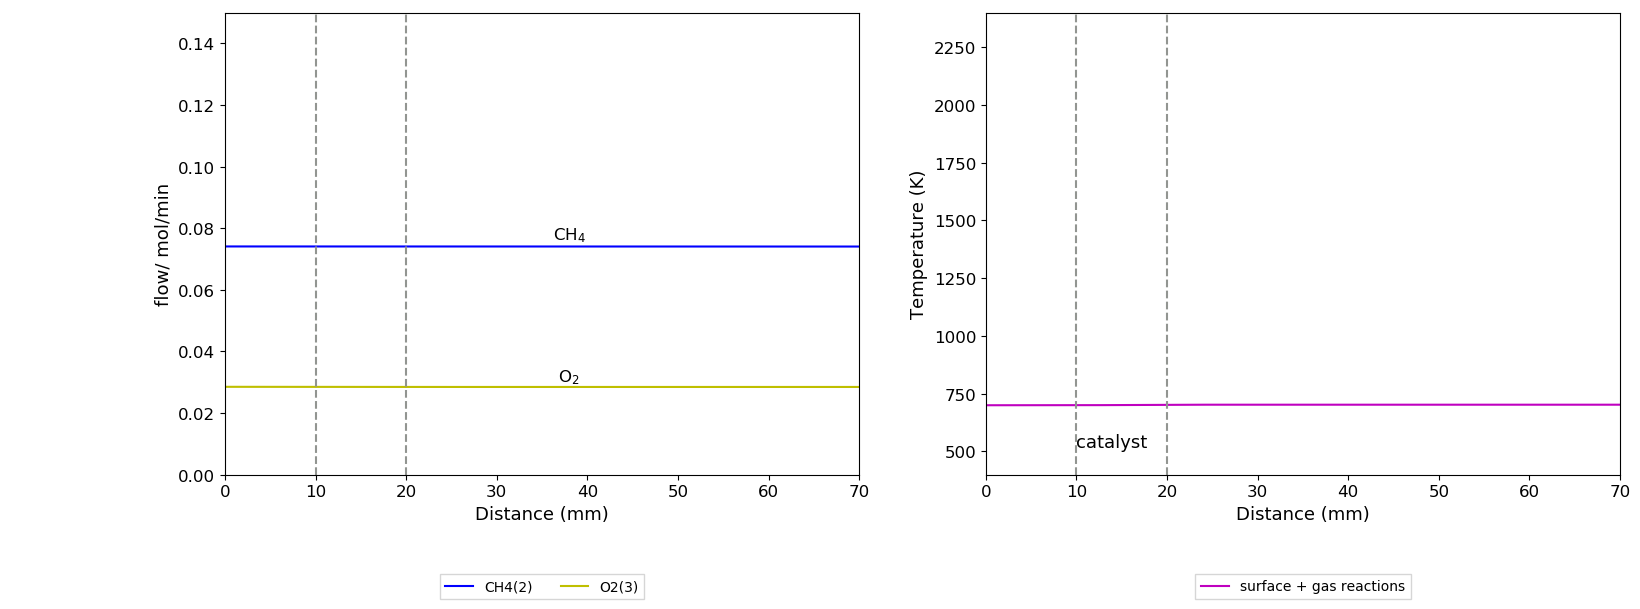 0.14
0.12
0.10
0.08
0.06
0.04
0.02
0.00
flow/ mol/min
CH4
O2
0 10 20 30 40 50 60 70
Distance (mm)
CH4(2) O2(3)
2250
2000
1750
1500
1250
1000
750
500
Temperature (K)
catalyst
0 10 20 30 40 50 60 70
Distance (mm)
surface + gas reactions